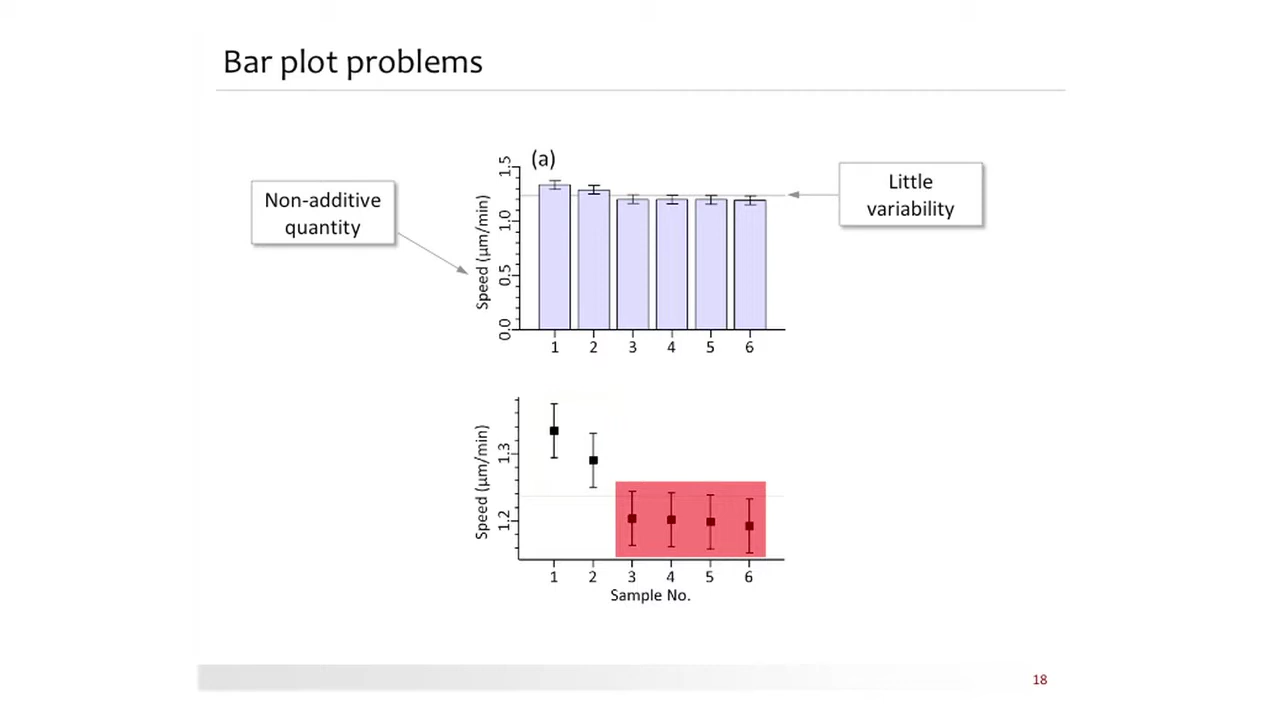 Bar plot problems
(a)
Non-additive
quantity
Little
variability
Speed (µm/min)
1.5
1.0
0.5
0.0
1 2 3 4 5 6
Speed (µm/min)
1.3
1.2
1 2 3 4 5 6
Sample No.
18